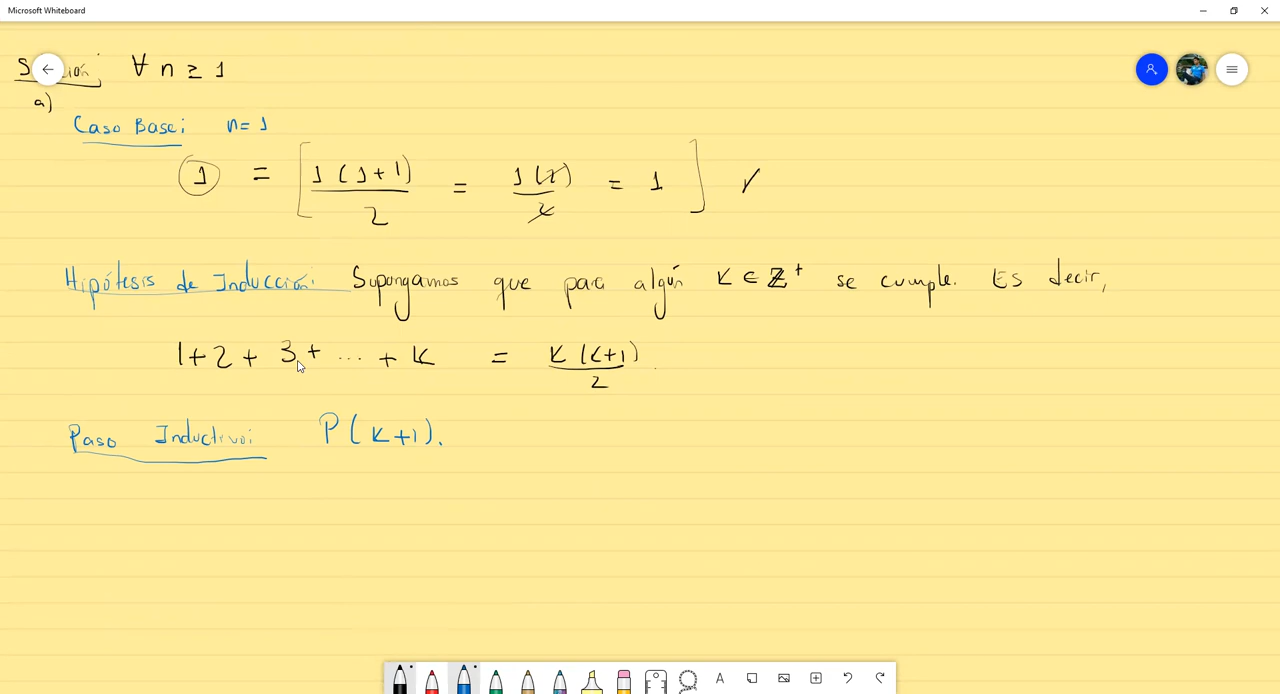 Microsoft Whiteboard
∀ n ≥ 1
a)
Caso Base: n=1
1 = [ 1(1+1)/2 = 1(2)/2 = 1 ] ✓
Hipótesis de Inducción: Supongamos que para algún K ∈ ℤ⁺ se cumple. Es decir,
1+2+3+ ... + K = K(K+1)/2
Paso Inductivo: P(K+1).
A